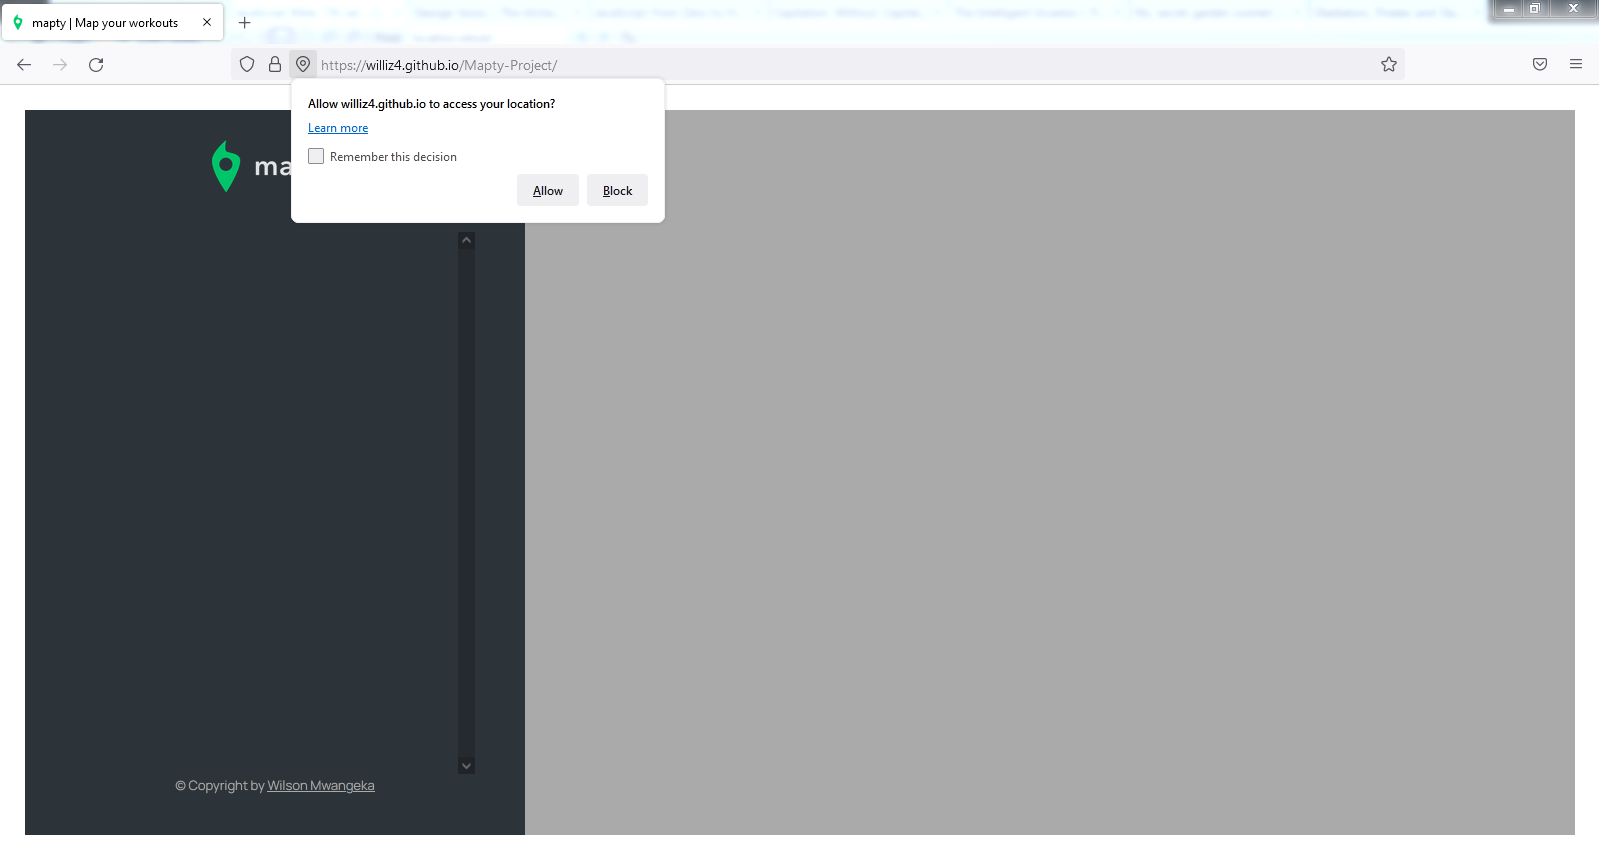 mapty | Map your workouts
https://williz4.github.io/Mapty-Project/
Allow williz4.github.io to access your location?
Learn more
Remember this decision
Allow
Block
ma
© Copyright by Wilson Mwangeka